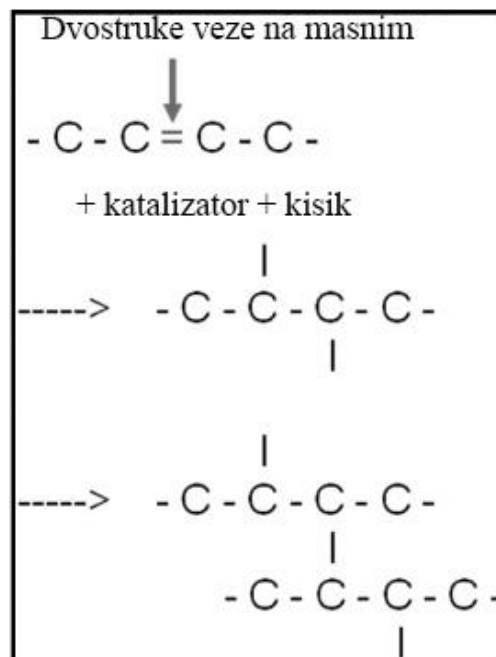 Dvostruke veze na masnim
- C - C = C - C -
+ katalizator + kisik
-----> - C - C - C - C -
-----> - C - C - C - C -
- C - C - C - C -